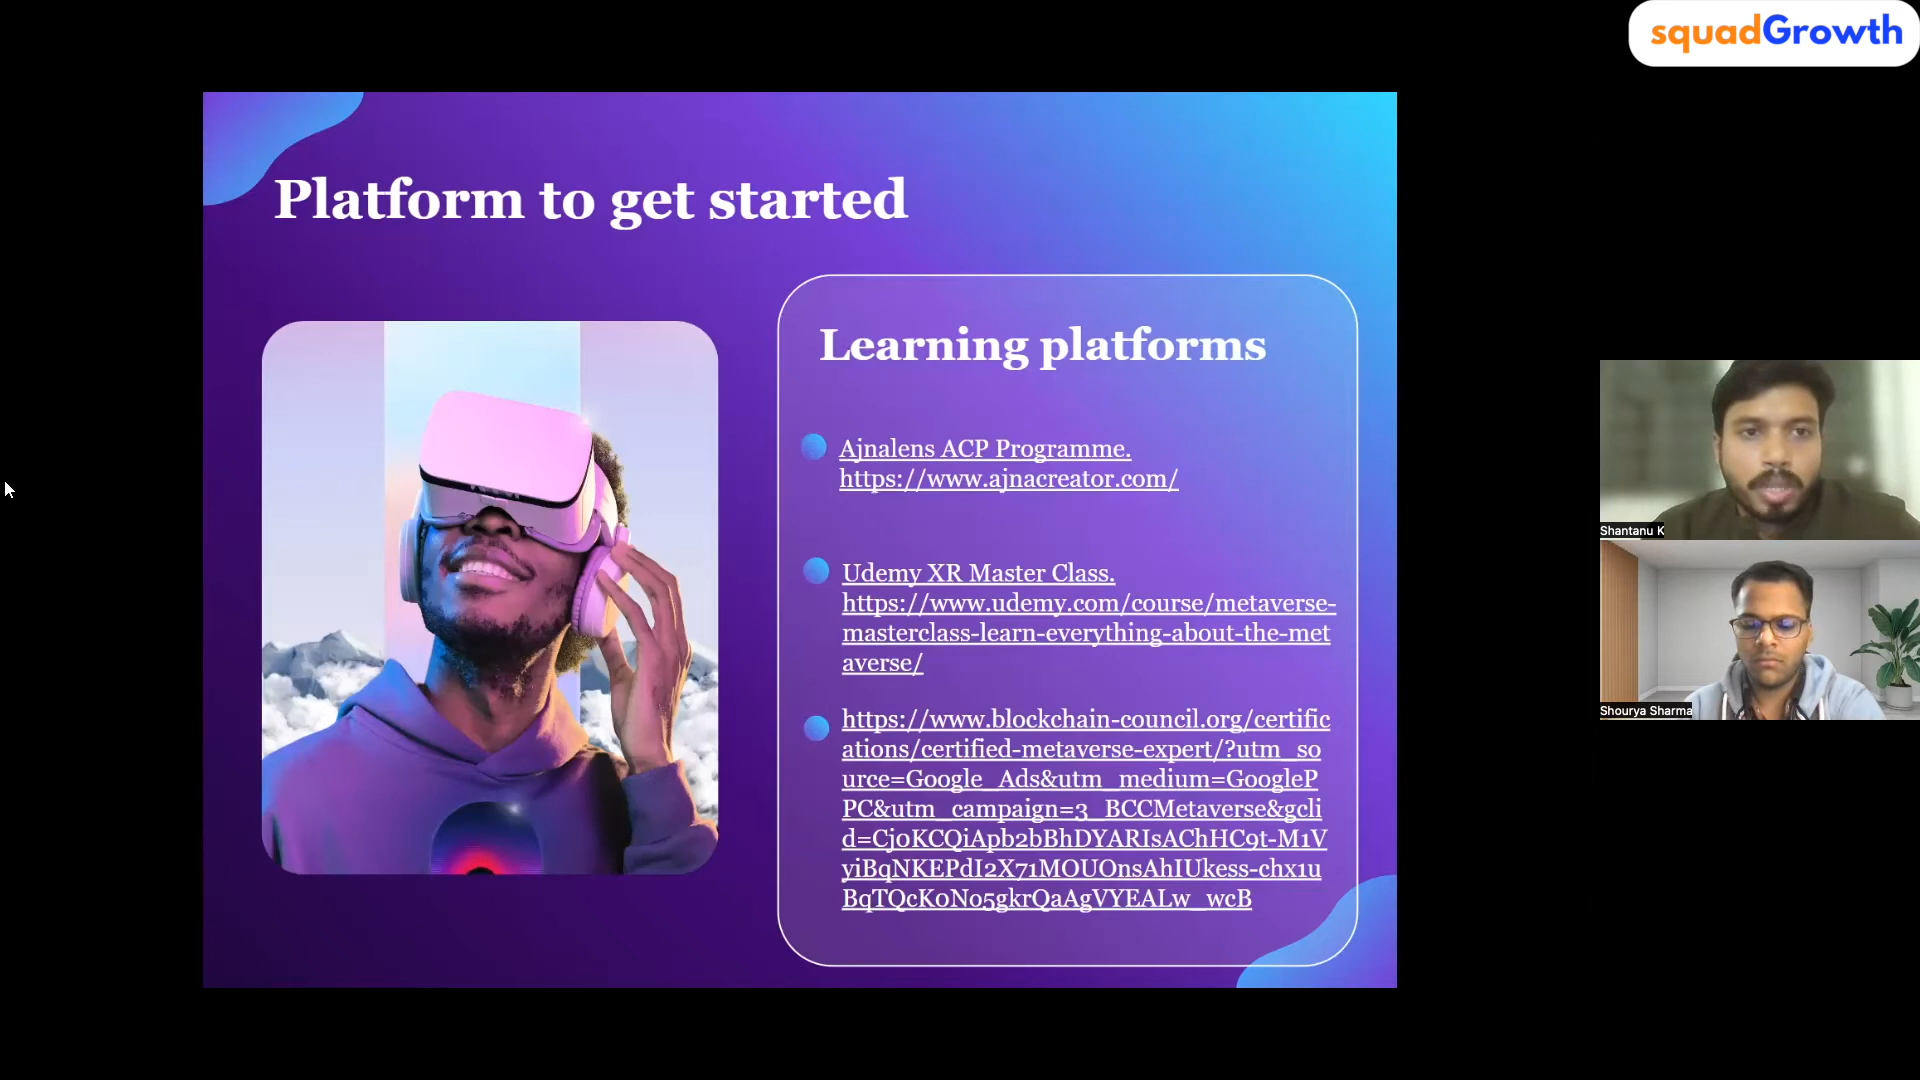 squadGrowth
Platform to get started
Learning platforms
Ajnalens ACP Programme.
https://www.ajnacreator.com/
Udemy XR Master Class.
https://www.udemy.com/course/metaverse-
masterclass-learn-everything-about-the-met
averse/
https://www.blockchain-council.org/certific
ations/certified-metaverse-expert/?utm_so
urce=Google_Ads&utm_medium=GoogleP
PC&utm_campaign=3_BCCMetaverse&gcli
d=Cj0KCQiApb2bBhDYARIsAChHC9t-M1V
yiBqNKEPdI2X71MOUOnsAhIUkess-chx1u
BqTQcK0N05gkrQaAgVYEALw_wcB
Shantanu K
Shourya Sharma